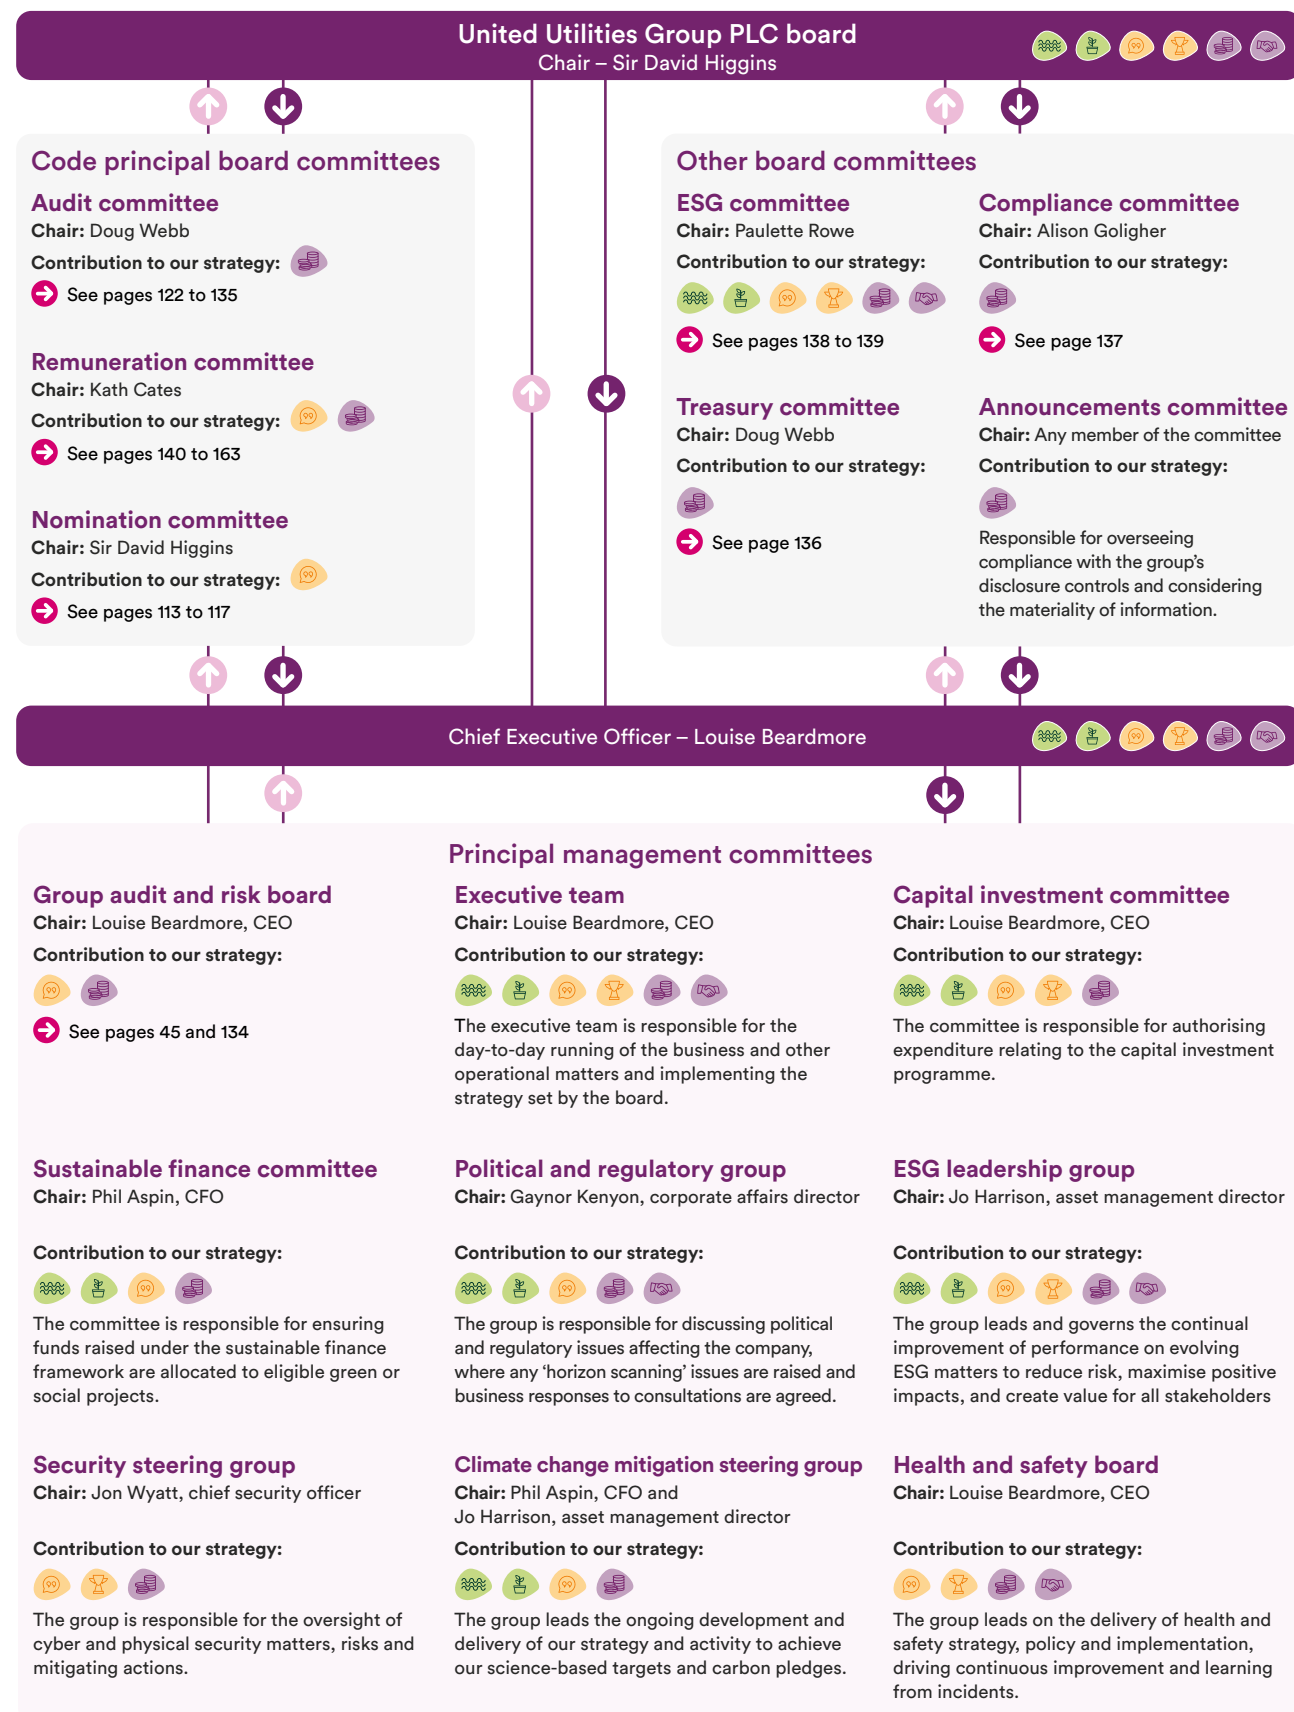 United Utilities Group PLC board
Chair – Sir David Higgins
Code principal board committees
Audit committee
Chair: Doug Webb
Contribution to our strategy:
See pages 122 to 135
Remuneration committee
Chair: Kath Cates
Contribution to our strategy:
See pages 140 to 163
Nomination committee
Chair: Sir David Higgins
Contribution to our strategy:
See pages 113 to 117
Other board committees
ESG committee
Chair: Paulette Rowe
Contribution to our strategy:
See pages 138 to 139
Compliance committee
Chair: Alison Goligher
Contribution to our strategy:
See page 137
Treasury committee
Chair: Doug Webb
Contribution to our strategy:
See page 136
Announcements committee
Chair: Any member of the committee
Contribution to our strategy:
Responsible for overseeing
compliance with the group’s
disclosure controls and considering
the materiality of information.
Chief Executive Officer – Louise Beardmore
Principal management committees
Group audit and risk board
Chair: Louise Beardmore, CEO
Contribution to our strategy:
See pages 45 and 134
Executive team
Chair: Louise Beardmore, CEO
Contribution to our strategy:
The executive team is responsible for the
day-to-day running of the business and other
operational matters and implementing the
strategy set by the board.
Capital investment committee
Chair: Louise Beardmore, CEO
Contribution to our strategy:
The committee is responsible for authorising
expenditure relating to the capital investment
programme.
Sustainable finance committee
Chair: Phil Aspin, CFO
Contribution to our strategy:
The committee is responsible for ensuring
funds raised under the sustainable finance
framework are allocated to eligible green or
social projects.
Political and regulatory group
Chair: Gaynor Kenyon, corporate affairs director
Contribution to our strategy:
The group is responsible for discussing political
and regulatory issues affecting the company,
where any ‘horizon scanning’ issues are raised and
business responses to consultations are agreed.
ESG leadership group
Chair: Jo Harrison, asset management director
Contribution to our strategy:
The group leads and governs the continual
improvement of performance on evolving
ESG matters to reduce risk, maximise positive
impacts, and create value for all stakeholders
Security steering group
Chair: Jon Wyatt, chief security officer
Contribution to our strategy:
The group is responsible for the oversight of
cyber and physical security matters, risks and
mitigating actions.
Climate change mitigation steering group
Chair: Phil Aspin, CFO and
Jo Harrison, asset management director
Contribution to our strategy:
The group leads the ongoing development and
delivery of our strategy and activity to achieve
our science-based targets and carbon pledges.
Health and safety board
Chair: Louise Beardmore, CEO
Contribution to our strategy:
The group leads on the delivery of health and
safety strategy, policy and implementation,
driving continuous improvement and learning
from incidents.